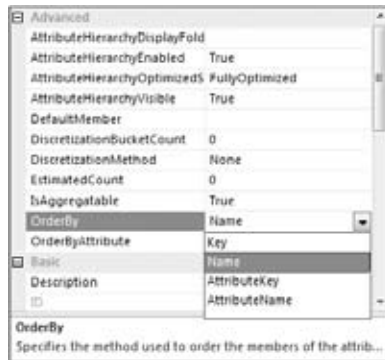 Advanced
AttributeHierarchyDisplayFold
AttributeHierarchyEnabled True
AttributeHierarchyOptimizedS FullyOptimized
AttributeHierarchyVisible True
DefaultMember
DiscretizationBucketCount 0
DiscretizationMethod None
EstimatedCount 0
IsAggregatable True
OrderBy Name
OrderByAttribute Key
Basic Name
Description AttributeKey
ID AttributeName
OrderBy
Specifies the method used to order the members of the attrib...